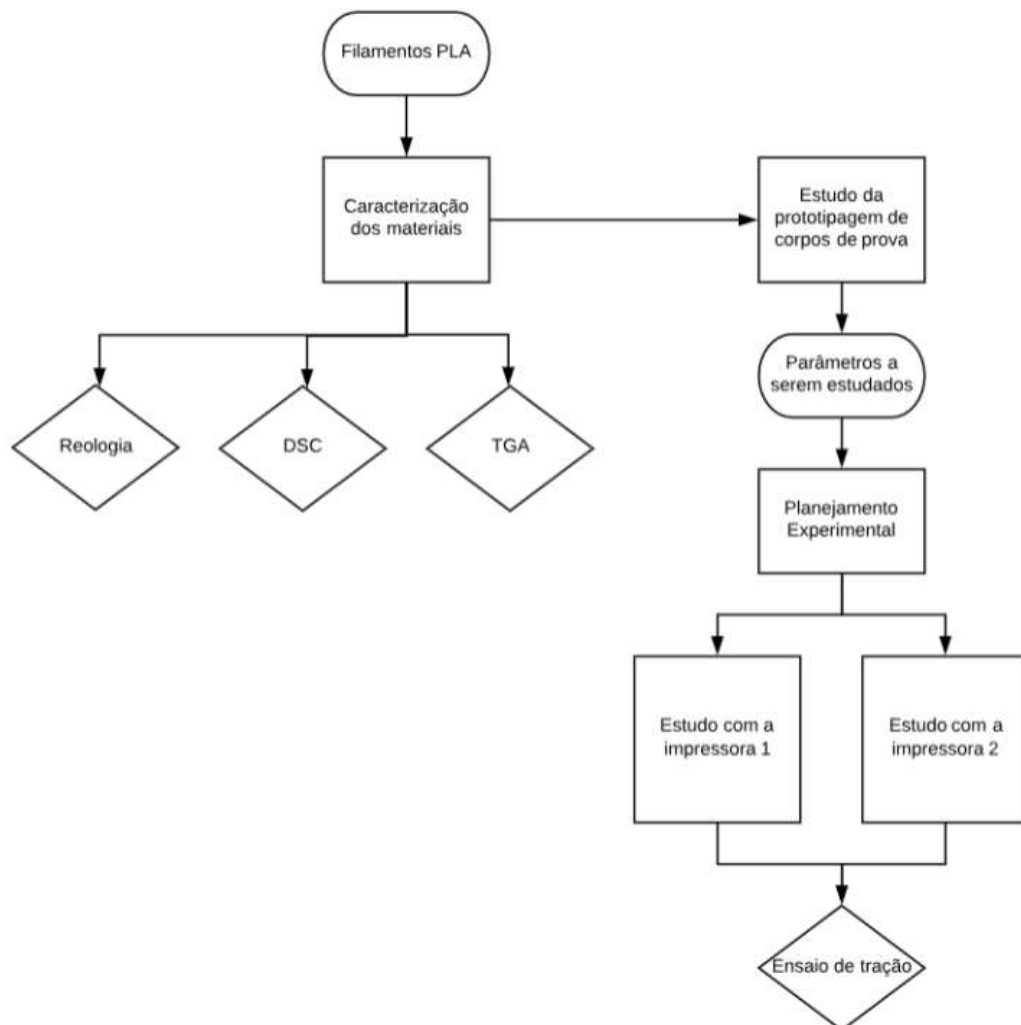 Filamentos PLA
Caracterização
dos materiais
Estudo da
prototipagem de
corpos de prova
Parâmetros a
serem estudados
Reologia
DSC
TGA
Planejamento
Experimental
Estudo com a
impressora 1
Estudo com a
impressora 2
Ensaio de tração